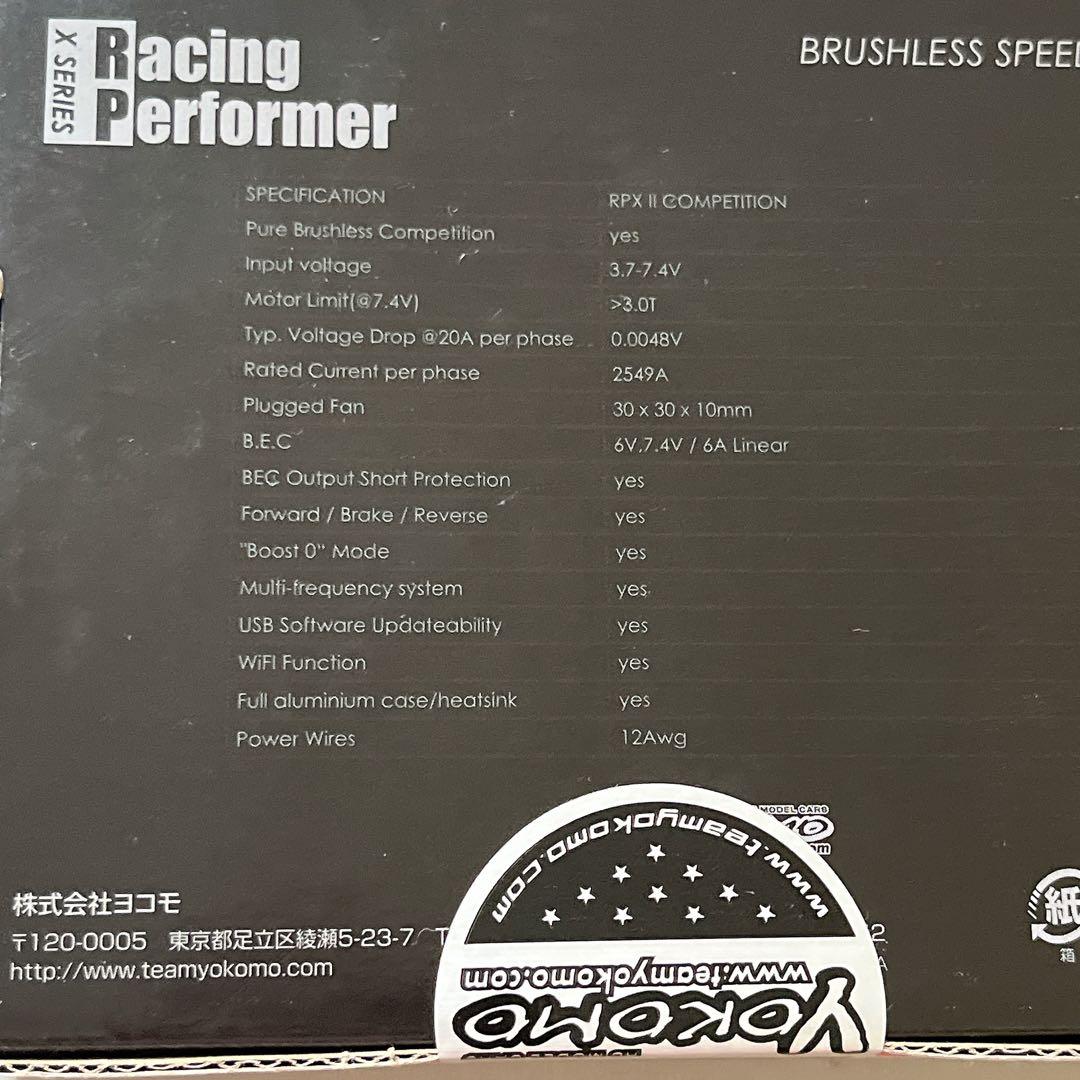 X SERIES
Racing
Performer
BRUSHLESS SPEED
SPECIFICATION RPX II COMPETITION
Pure Brushless Competition yes
Input voltage 3.7-7.4V
Motor Limit(@7.4V) >3.0T
Typ. Voltage Drop @20A per phase 0.0048V
Rated Current per phase 2549A
Plugged Fan 30 x 30 x 10mm
B.E.C 6V,7.4V / 6A Linear
BEC Output Short Protection yes
Forward / Brake / Reverse yes
"Boost 0" Mode yes
Multi-frequency system yes
USB Software Updateability yes
WiFI Function yes
Full aluminium case/heatsink yes
Power Wires 12Awg
MODEL CARS
www.teamyokomo.com
www.teamyokomo.com
YOKOMO
株式会社ヨコモ
〒120-0005 東京都足立区綾瀬5-23-7
http://www.teamyokomo.com
紙
箱